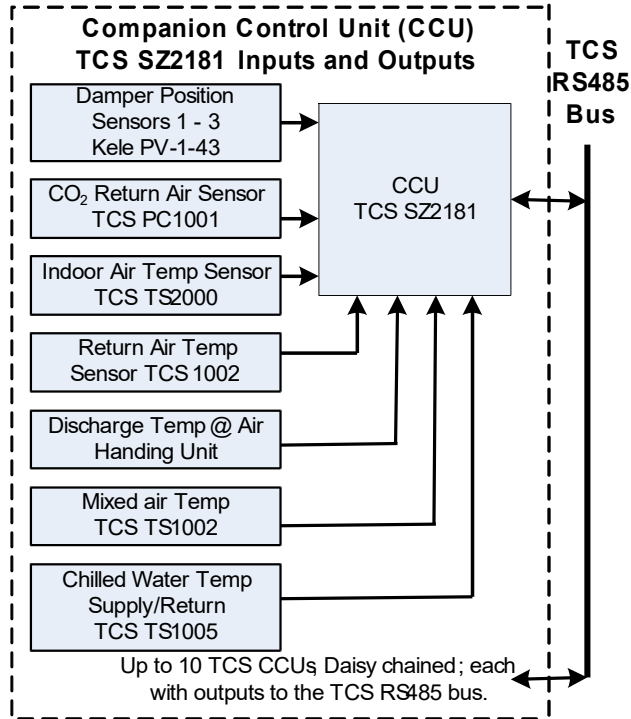 Companion Control Unit (CCU)
TCS SZ2181 Inputs and Outputs
TCS
RS485
Bus
Damper Position
Sensors 1 - 3
Kele PV-1-43
CCU
TCS SZ2181
CO₂ Return Air Sensor
TCS PC1001
Indoor Air Temp Sensor
TCS TS2000
Return Air Temp
Sensor TCS 1002
Discharge Temp @ Air
Handing Unit
Mixed air Temp
TCS TS1002
Chilled Water Temp
Supply/Return
TCS TS1005
Up to 10 TCS CCUs, Daisy chained; each
with outputs to the TCS RS485 bus.